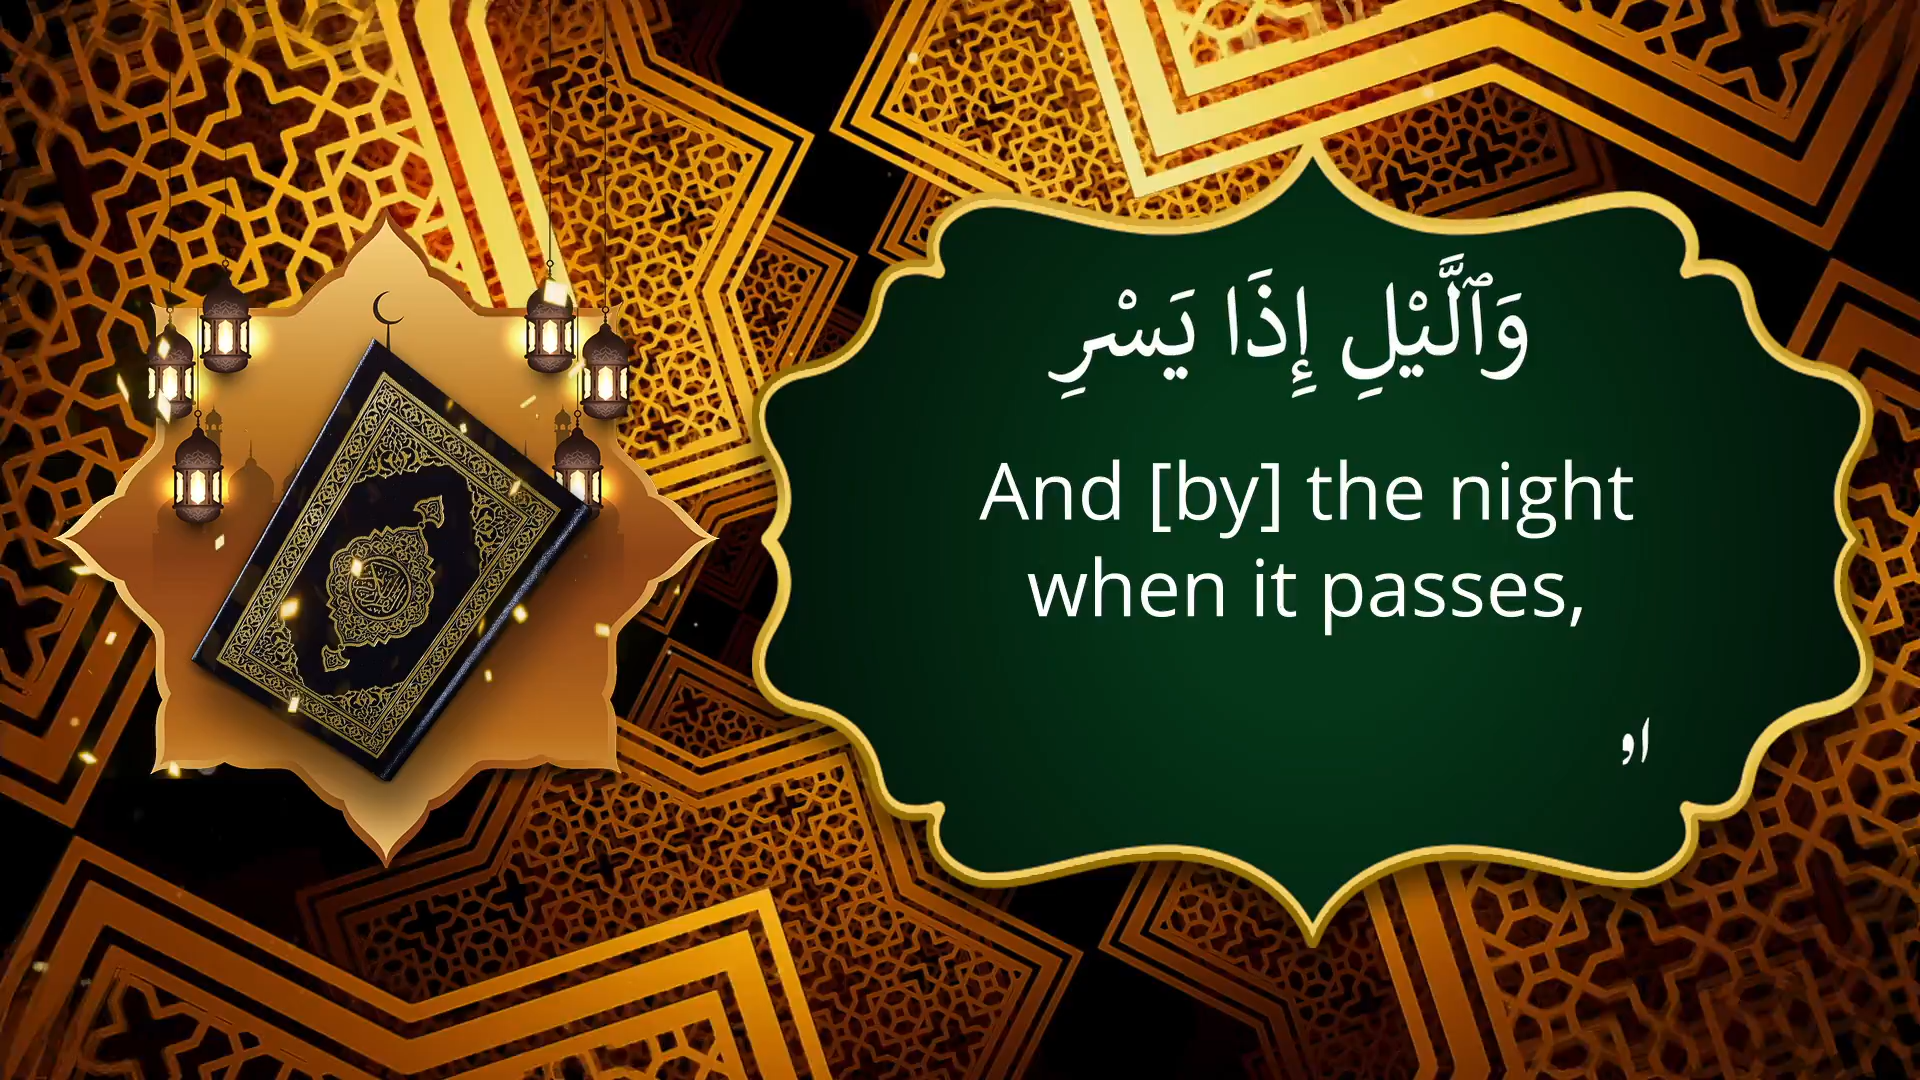 وَٱلَّيْلِ إِذَا يَسْرِ
And [by] the night
when it passes,
او